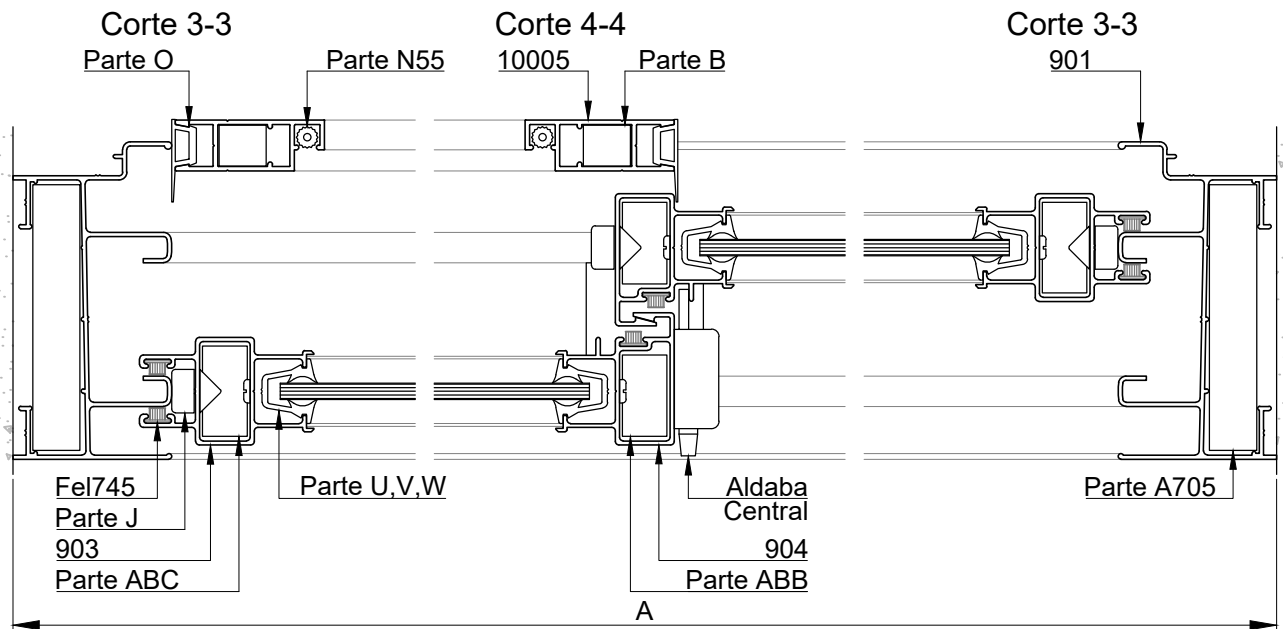 Corte 3-3
Corte 4-4
Corte 3-3
Parte O
Parte N55
10005
Parte B
901
Fel745
Parte J
903
Parte ABC
Parte U,V,W
Aldaba
Central
904
Parte ABB
Parte A705
A